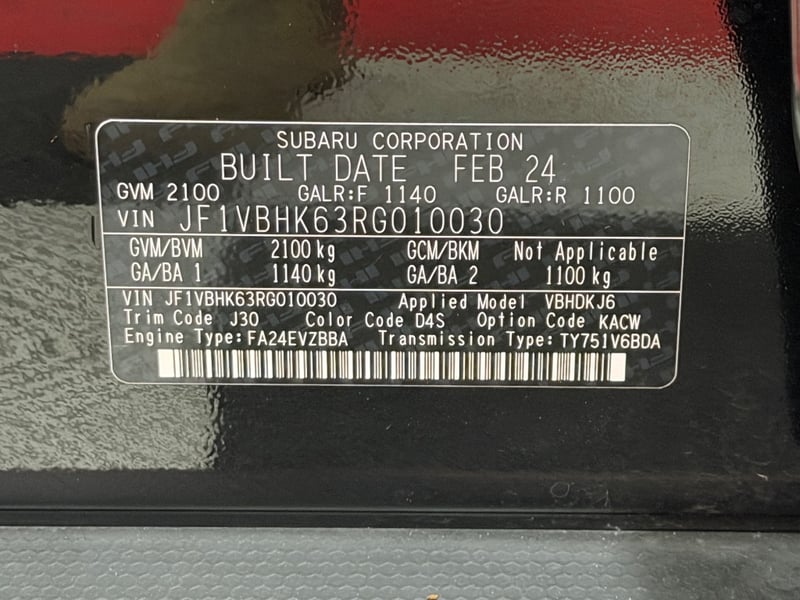 SUBARU CORPORATION
BUILT DATE FEB 24
GVM 2100 GALR:F 1140 GALR:R 1100
VIN JF1VBHK63RG010030
GVM/BVM 2100 kg GCM/BKM Not Applicable
GA/BA 1 1140 kg GA/BA 2 1100 kg
VIN JF1VBHK63RG010030 Applied Model VBHDKJ6
Trim Code J30 Color Code D4S Option Code KACW
Engine Type:FA24EVZBBA Transmission Type:TY751V6BDA